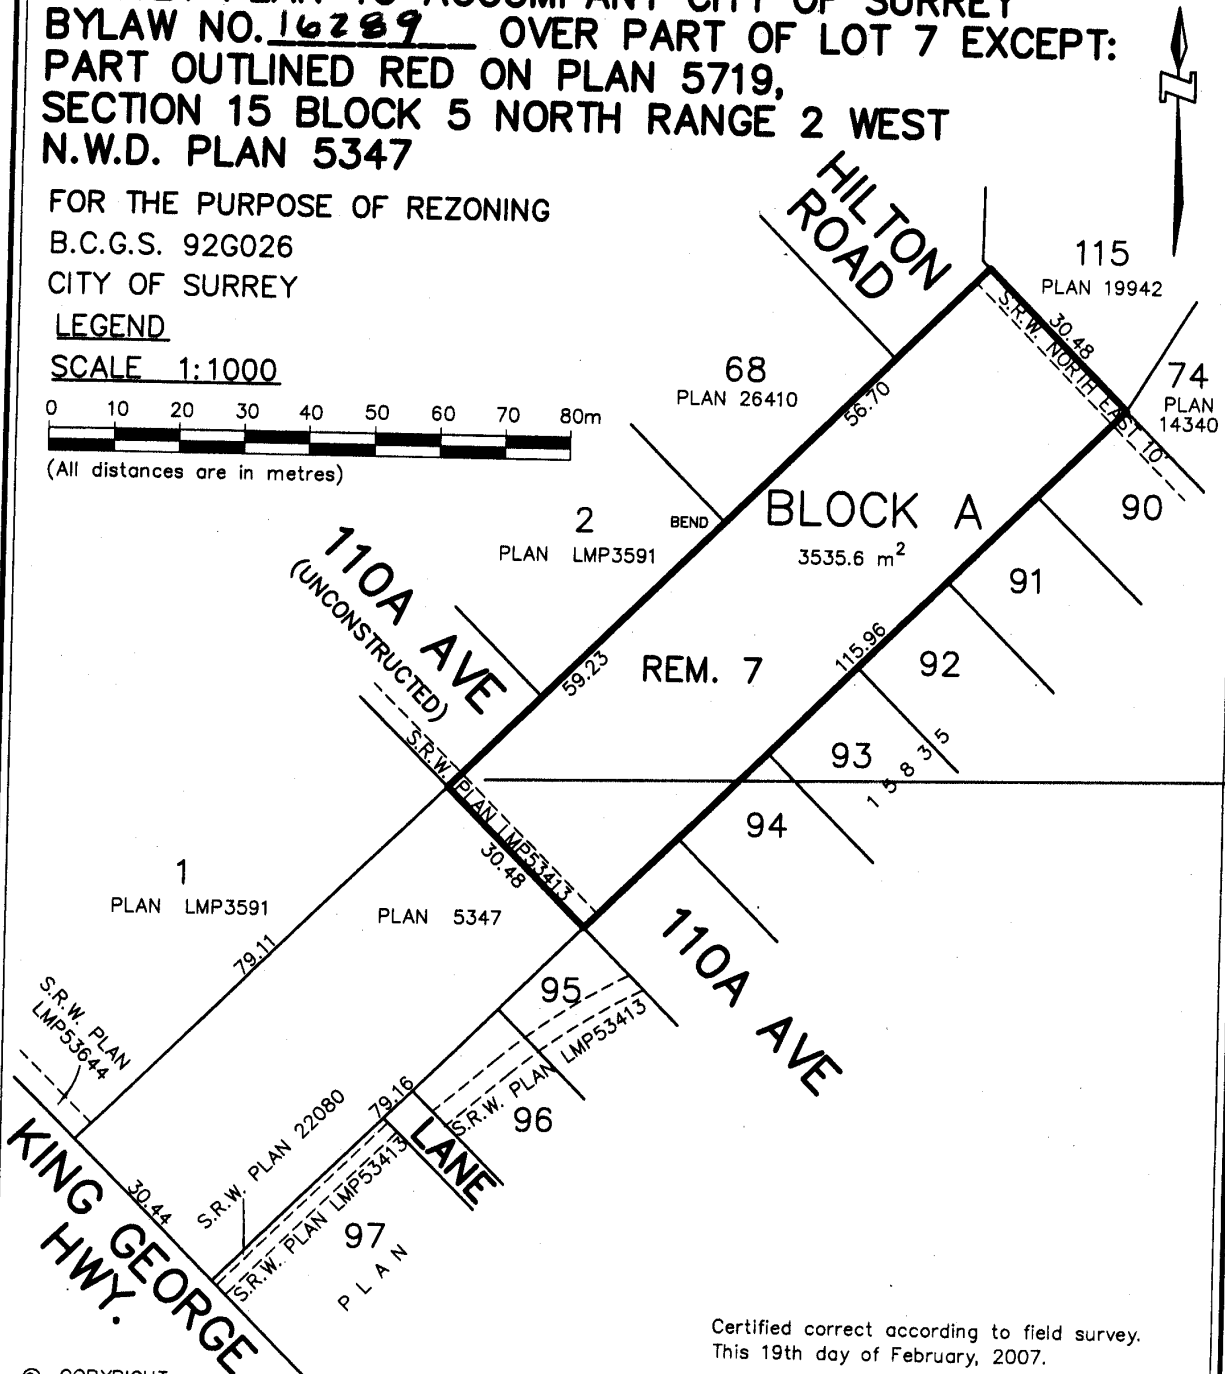 PLAN TO ACCOMPANY CITY OF SURREY
BYLAW NO. 16289 OVER PART OF LOT 7 EXCEPT:
PART OUTLINED RED ON PLAN 5719,
SECTION 15 BLOCK 5 NORTH RANGE 2 WEST
N.W.D. PLAN 5347
FOR THE PURPOSE OF REZONING
B.C.G.S. 92G026
CITY OF SURREY
LEGEND
SCALE 1:1000
0 10 20 30 40 50 60 70 80m
(All distances are in metres)
HILTON
ROAD
115
PLAN 19942
S.R.W. NORTH EAST 10'
30.48
74
PLAN
14340
68
PLAN 26410
56.70
BLOCK A
3535.6 m²
90
2
PLAN LMP3591
BEND
91
110A AVE
(UNCONSTRUCTED)
59.23
REM. 7
115.96
92
93
15835
94
S.R.W. PLAN LMP53413
30.48
1
PLAN LMP3591
PLAN 5347
79.11
110A AVE
95
S.R.W. PLAN LMP53413
96
S.R.W. PLAN
LMP53644
79.16
LANE
S.R.W. PLAN 22080
S.R.W. PLAN LMP53413
97
PLAN
30.44
KING GEORGE
HWY.
Certified correct according to field survey.
This 19th day of February, 2007.
© COPYRIGHT